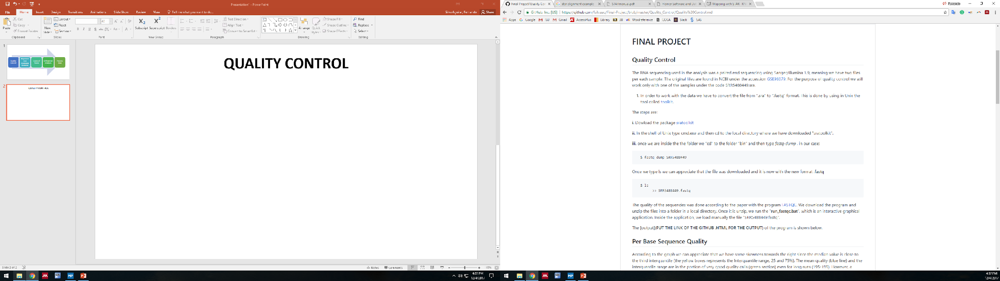 Presentation1 - PowerPoint
File Home Insert Design Transitions Animations Slide Show Review View Tell me what you want to do...
Silva Aguilar, Fernando Share
Paste
Cut
Copy
Format Painter
Clipboard
New Slide
Layout
Reset
Section
Slides
40
Font
Subscript Superscript Borders
New Group
Text Direction
Align Text
Convert to SmartArt
Paragraph
Arrange Quick Styles
Shape Fill
Shape Outline
Shape Effects
Drawing
Find
Replace
Select
Editing
1
Quality Control
Differential Analysis
2
QUALITY CONTROL
QUALITY CONTROL
Slide 2 of 2
Notes Comments
115%
4:57 PM
12/4/2017
Final-Project/Quality Con
star alignment example
STARmanual.pdf
Homer Software and Dat
Mapping with STAR
Fernando
GitHub, Inc. [US] | https://github.com/fsilvaag/Final-Project/blob/master/Quality_Control/Quality%20Control.md
Apps Google ISU Gmail AccessPlus Library BB Wordreference COCA Slack SAS
FINAL PROJECT
Quality Control
The RNA sequencing used in the analysis was a paired end sequencing using Sanger/Illumina 1.9, meaning we have two files
per each sample. The original files are found in NCBI under the accession GSE98379. For the purpose of quality control we will
work only with one of the samples under the code SRR5488449.sra.
1. In order to work with the data we have to convert the file from ".sra" to ".fastq" format. This is done by using in Unix the
tool called toolkit.
The steps are:
i. Dowload the package sratoolkit
ii. In the shell of Unix type cmd.exe and then cd to the local directory where we have downloaded "sratoolkit".
iii. once we are inside the the folder we "cd" to the folder "bin" and then type fastq-dump . in our case:
$ fastq dump SRR5488449
Once we type ls we can appreciate that the file was downloaded and it is now with the new format .fastq
$ ls
>> SRR5488449.fastq
The quality of the sequencies was done according to the paper with the program FASTQC. We download the program and
unzip the files into a folder in a local directory. Once it is unzip, we run the "run_fastqc.bat", which is an interactive graphical
application. Inside the application, we load manually the file "SRR5488449.fastq".
The [output](PUT THE LINK OF THE GITHUB .HTML FOR THE OUTPUT) of the program is shown below.
Per Base Sequence Quality
According to the graph we can appreciate that we have some skewness towards the right since the median value is close to
the third interquantile (the yellow boxes represents the Interquantile range, 25 and 75%). The mean quality (blue line) and the
interquantile range are in the portion of very good quality calls (green section) even for long runs (195-199). However, a
4:57 PM
12/4/2017